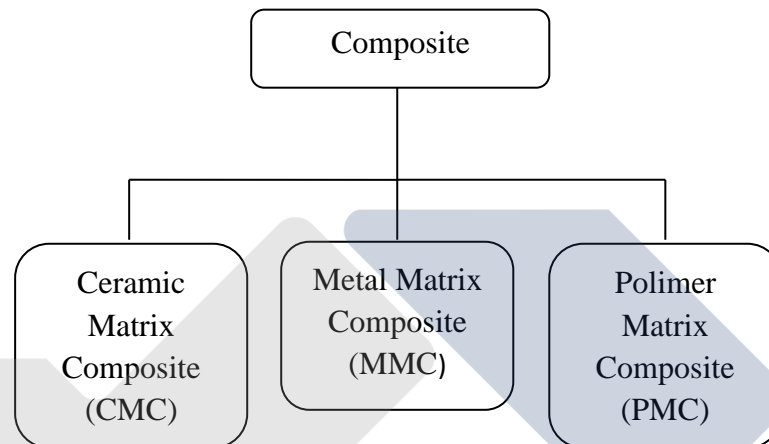 Composite
Ceramic
Matrix
Composite
(CMC)
Metal Matrix
Composite
(MMC)
Polimer
Matrix
Composite
(PMC)